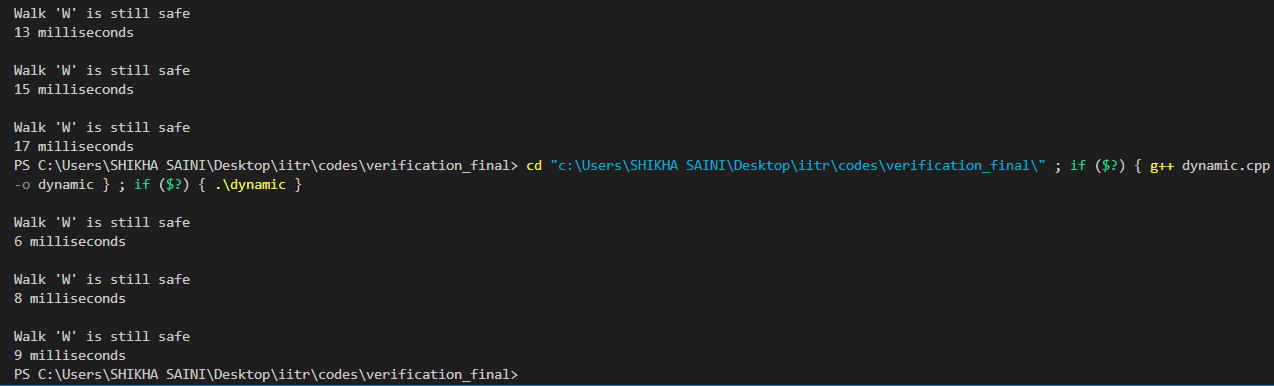 Walk 'W' is still safe
13 milliseconds
Walk 'W' is still safe
15 milliseconds
Walk 'W' is still safe
17 milliseconds
PS C:\Users\SHIKHA SAINI\Desktop\iitr\codes\verification_final> cd "c:\Users\SHIKHA SAINI\Desktop\iitr\codes\verification_final\" ; if ($?) { g++ dynamic.cpp
-o dynamic } ; if ($?) { .\dynamic }
Walk 'W' is still safe
6 milliseconds
Walk 'W' is still safe
8 milliseconds
Walk 'W' is still safe
9 milliseconds
PS C:\Users\SHIKHA SAINI\Desktop\iitr\codes\verification_final>